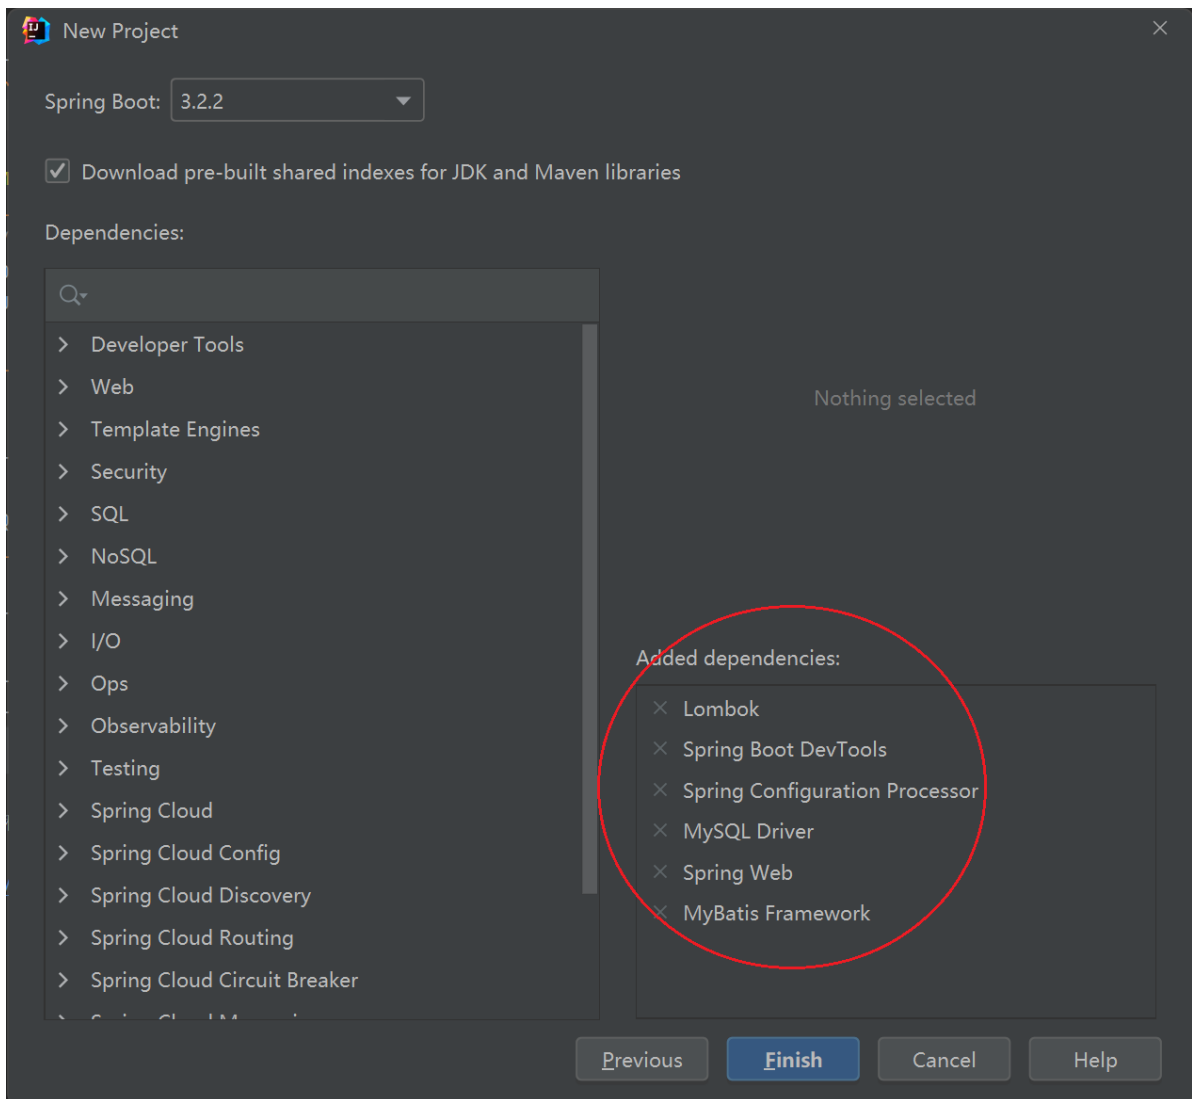 New Project
Spring Boot: 3.2.2
Download pre-built shared indexes for JDK and Maven libraries
Dependencies:
Developer Tools
Web
Template Engines
Security
SQL
NoSQL
Messaging
I/O
Ops
Observability
Testing
Spring Cloud
Spring Cloud Config
Spring Cloud Discovery
Spring Cloud Routing
Spring Cloud Circuit Breaker
Nothing selected
Added dependencies:
Lombok
Spring Boot DevTools
Spring Configuration Processor
MySQL Driver
Spring Web
MyBatis Framework
Previous Finish Cancel Help